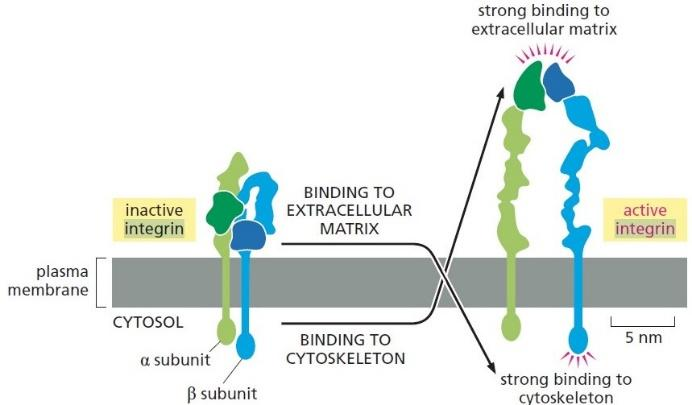 strong binding to
extracellular matrix
inactive
integrin
BINDING TO
EXTRACELLULAR
MATRIX
active
integrin
plasma
membrane
CYTOSOL
BINDING TO
CYTOSKELETON
5 nm
α subunit
β subunit
strong binding to
cytoskeleton